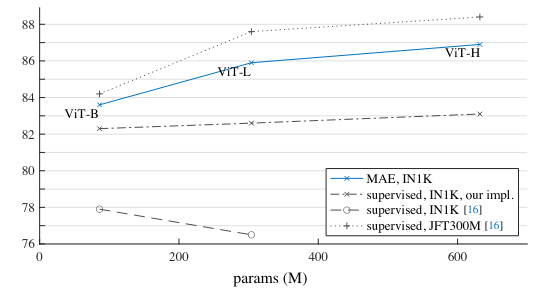 88
86
84
82
80
78
76
ViT-B
ViT-L
ViT-H
MAE, IN1K
supervised, IN1K, our impl.
supervised, IN1K [16]
supervised, JFT300M [16]
0 200 400 600
params (M)